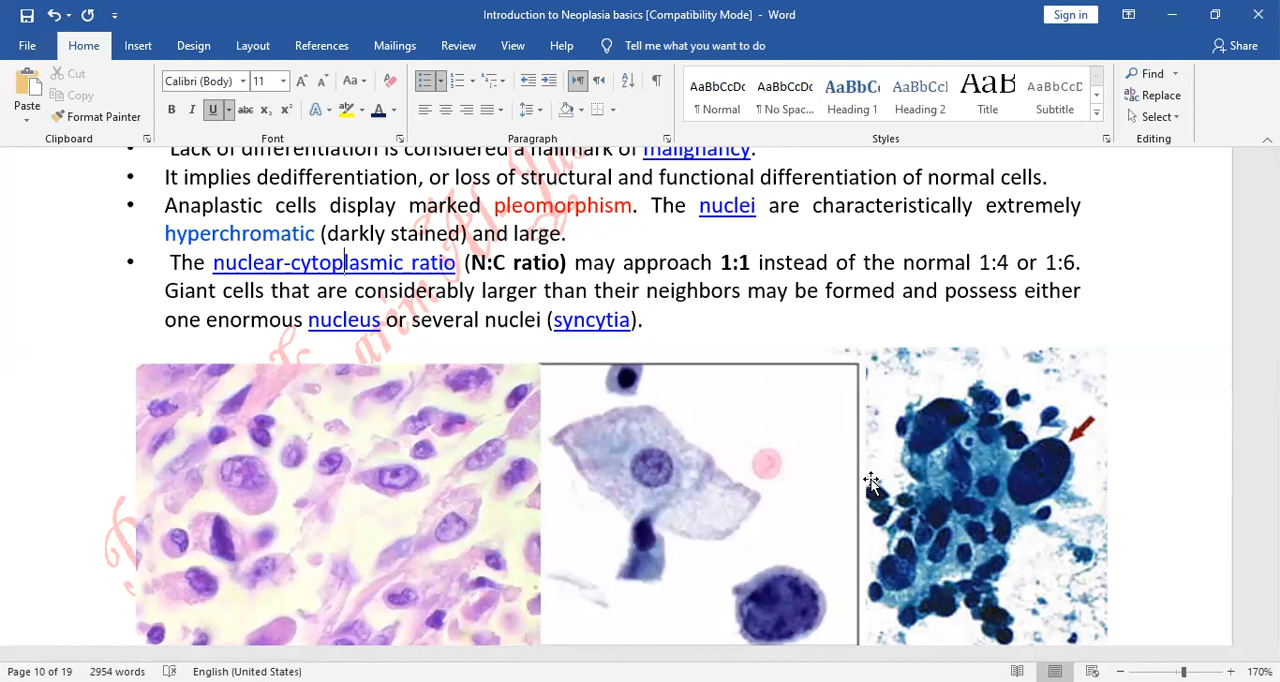 Introduction to Neoplasia basics [Compatibility Mode] - Word
Sign in
File Home Insert Design Layout References Mailings Review View Help Tell me what you want to do Share
Paste
Cut
Copy
Format Painter
Clipboard
Calibri (Body) 11
Aa
B I U abc x₂ x²
A A
Font
Paragraph
AaBbCcDc AaBbCcDc AaBbC AaBbCcI AaB AaBbCcD
¶ Normal ¶ No Spac... Heading 1 Heading 2 Title Subtitle
Styles
Find
Replace
Select
Editing
• Lack of differentiation is considered a hallmark of malignancy.
• It implies dedifferentiation, or loss of structural and functional differentiation of normal cells.
• Anaplastic cells display marked pleomorphism. The nuclei are characteristically extremely
hyperchromatic (darkly stained) and large.
• The nuclear-cytoplasmic ratio (N:C ratio) may approach 1:1 instead of the normal 1:4 or 1:6.
Giant cells that are considerably larger than their neighbors may be formed and possess either
one enormous nucleus or several nuclei (syncytia).
Page 10 of 19 2954 words English (United States) 170%